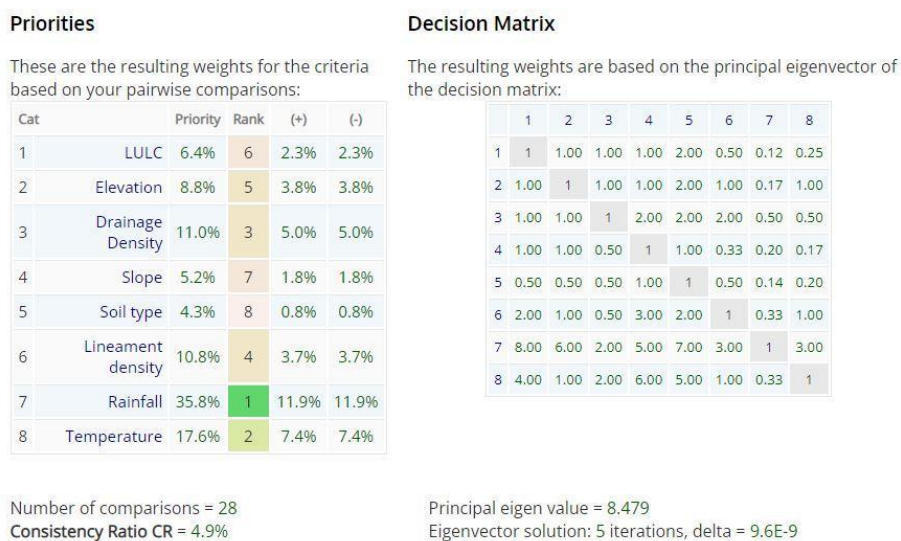 Priorities
These are the resulting weights for the criteria
based on your pairwise comparisons:
Cat Priority Rank (+) (-)
1 LULC 6.4% 6 2.3% 2.3%
2 Elevation 8.8% 5 3.8% 3.8%
3 Drainage Density 11.0% 3 5.0% 5.0%
4 Slope 5.2% 7 1.8% 1.8%
5 Soil type 4.3% 8 0.8% 0.8%
6 Lineament density 10.8% 4 3.7% 3.7%
7 Rainfall 35.8% 1 11.9% 11.9%
8 Temperature 17.6% 2 7.4% 7.4%
Number of comparisons = 28
Consistency Ratio CR = 4.9%
Decision Matrix
The resulting weights are based on the principal eigenvector of
the decision matrix:
1 2 3 4 5 6 7 8
1 1 1.00 1.00 1.00 2.00 0.50 0.12 0.25
2 1.00 1 1.00 1.00 2.00 1.00 0.17 1.00
3 1.00 1.00 1 2.00 2.00 2.00 0.50 0.50
4 1.00 1.00 0.50 1 1.00 0.33 0.20 0.17
5 0.50 0.50 0.50 1.00 1 0.50 0.14 0.20
6 2.00 1.00 0.50 3.00 2.00 1 0.33 1.00
7 8.00 6.00 2.00 5.00 7.00 3.00 1 3.00
8 4.00 1.00 2.00 6.00 5.00 1.00 0.33 1
Principal eigen value = 8.479
Eigenvector solution: 5 iterations, delta = 9.6E-9